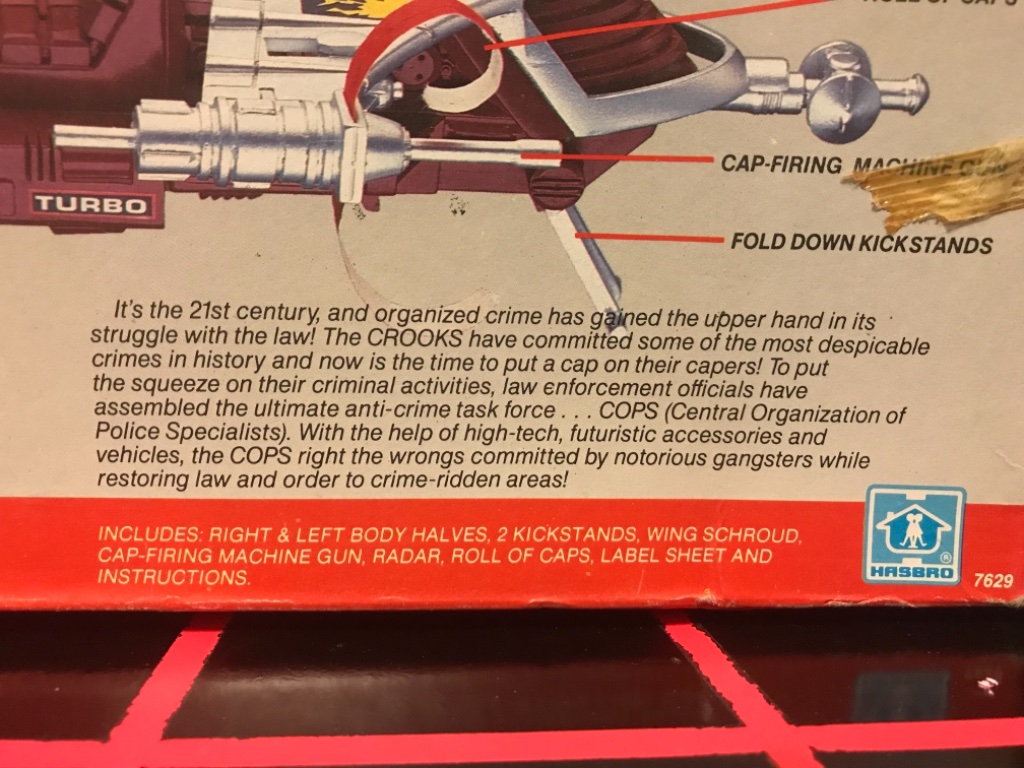 ROLL OF CAPS
TURBO
CAP-FIRING MACHINE GUN
FOLD DOWN KICKSTANDS
It's the 21st century, and organized crime has gained the upper hand in its
struggle with the law! The CROOKS have committed some of the most despicable
crimes in history and now is the time to put a cap on their capers! To put
the squeeze on their criminal activities, law enforcement officials have
assembled the ultimate anti-crime task force . . . COPS (Central Organization of
Police Specialists). With the help of high-tech, futuristic accessories and
vehicles, the COPS right the wrongs committed by notorious gangsters while
restoring law and order to crime-ridden areas!
INCLUDES: RIGHT & LEFT BODY HALVES, 2 KICKSTANDS, WING SCHROUD,
CAP-FIRING MACHINE GUN, RADAR, ROLL OF CAPS, LABEL SHEET AND
INSTRUCTIONS.
®
HASBRO
7629